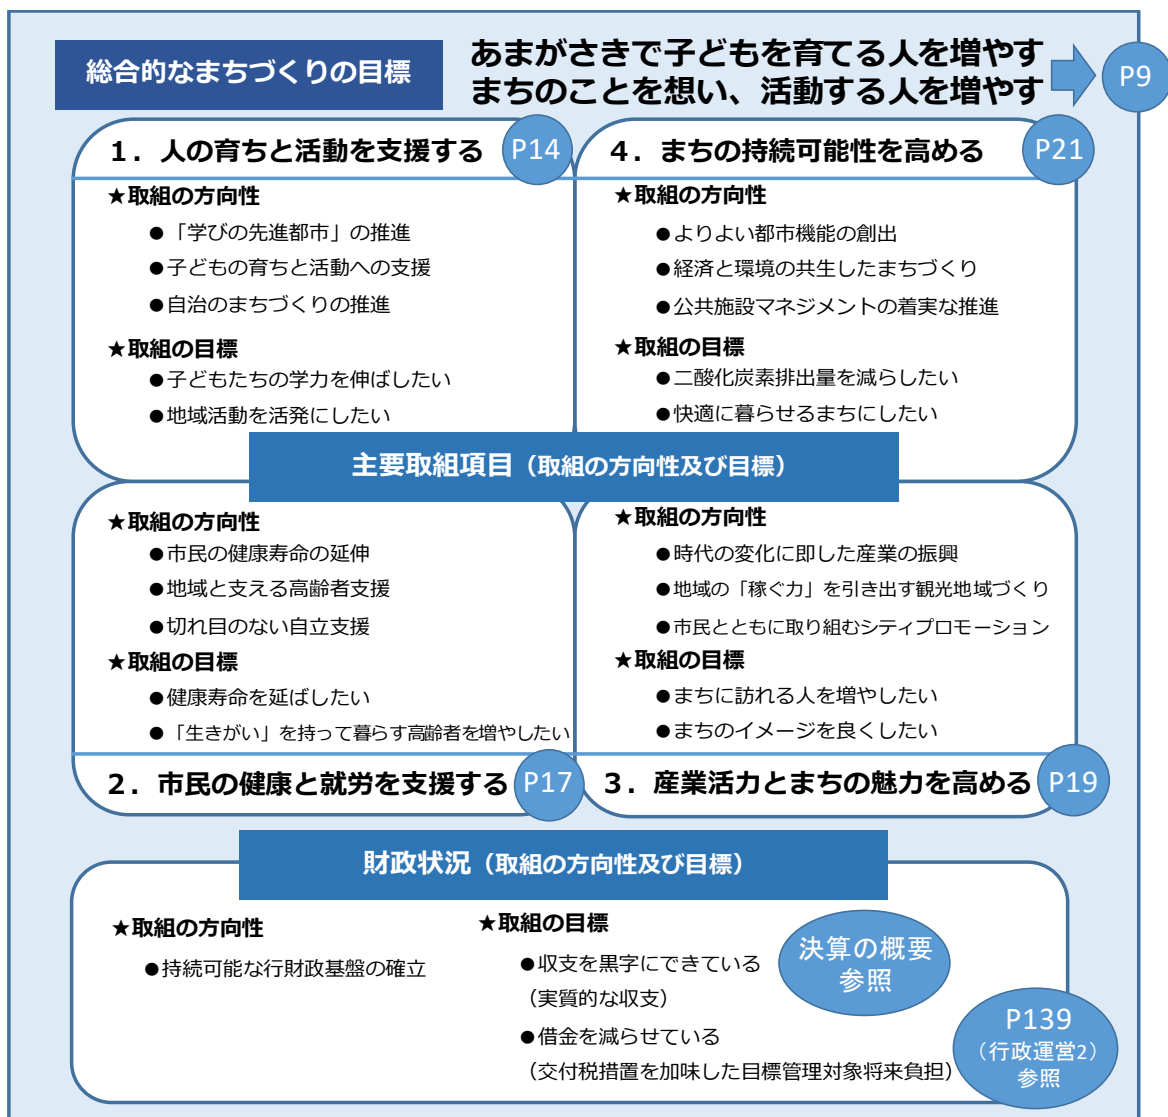 総合的なまちづくりの目標
あまがさきで子どもを育てる人を増やす
まちのことを想い、活動する人を増やす
P9
1．人の育ちと活動を支援する
P14
★取組の方向性
●「学びの先進都市」の推進
●子どもの育ちと活動への支援
●自治のまちづくりの推進
★取組の目標
●子どもたちの学力を伸ばしたい
●地域活動を活発にしたい
4．まちの持続可能性を高める
P21
★取組の方向性
●よりよい都市機能の創出
●経済と環境の共生したまちづくり
●公共施設マネジメントの着実な推進
★取組の目標
●二酸化炭素排出量を減らしたい
●快適に暮らせるまちにしたい
主要取組項目（取組の方向性及び目標）
★取組の方向性
●市民の健康寿命の延伸
●地域と支える高齢者支援
●切れ目のない自立支援
★取組の目標
●健康寿命を延ばしたい
●「生きがい」を持って暮らす高齢者を増やしたい
2．市民の健康と就労を支援する
P17
★取組の方向性
●時代の変化に即した産業の振興
●地域の「稼ぐ力」を引き出す観光地域づくり
●市民とともに取り組むシティプロモーション
★取組の目標
●まちに訪れる人を増やしたい
●まちのイメージを良くしたい
3．産業活力とまちの魅力を高める
P19
財政状況（取組の方向性及び目標）
★取組の方向性
●持続可能な行財政基盤の確立
★取組の目標
●収支を黒字にできている
（実質的な収支）
●借金を減らせている
（交付税措置を加味した目標管理対象将来負担）
決算の概要
参照
P139
（行政運営2）
参照